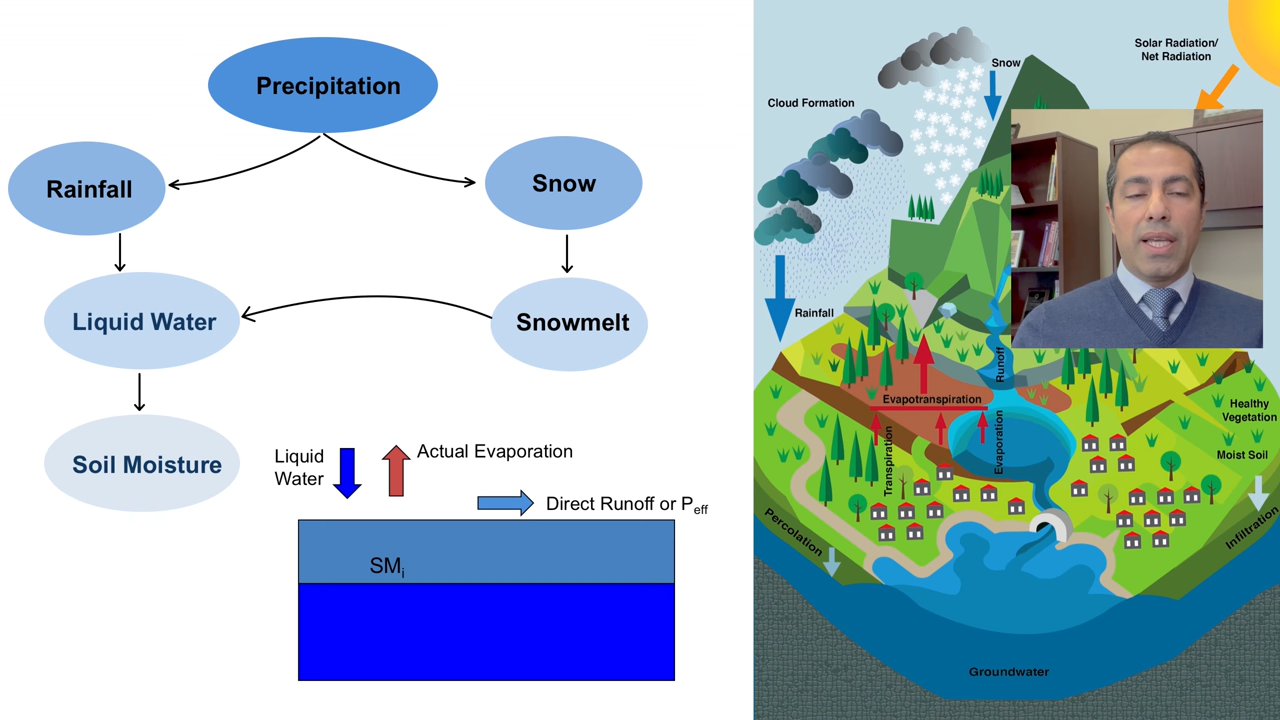 Precipitation
Rainfall
Snow
Liquid Water
Snowmelt
Soil Moisture
Liquid
Water
Actual Evaporation
Direct Runoff or Peff
SMi
Solar Radiation/
Net Radiation
Snow
Cloud Formation
Rainfall
Runoff
Evapotranspiration
Transpiration
Evaporation
Healthy
Vegetation
Moist Soil
Percolation
Infiltration
Groundwater